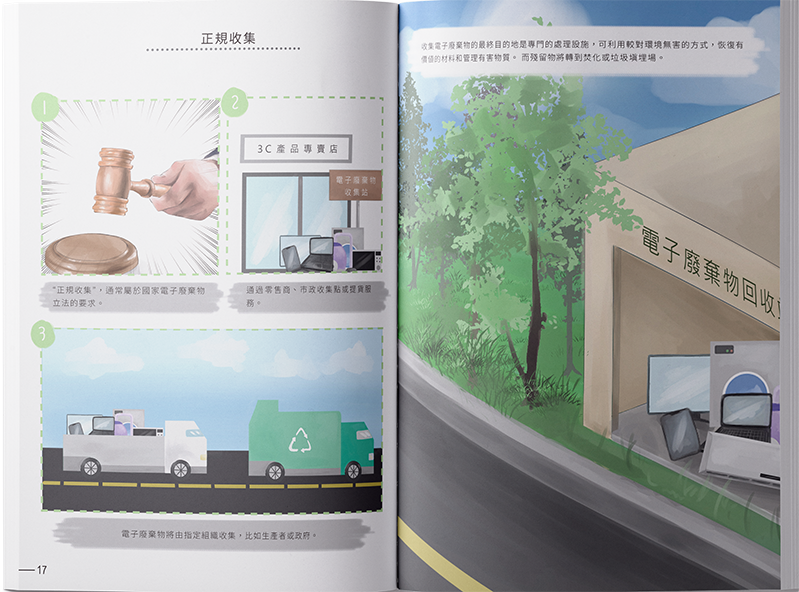 正規收集
1
2
3C產品專賣店
電子廢棄物
收集站
“正規收集”，通常屬於國家電子廢棄物
立法的要求。
通過零售商、市政收集點或提貨服
務。
3
電子廢棄物將由指定組織收集，比如生產者或政府。
17
收集電子廢棄物的最終目的地是專門的處理設施，可利用較對環境無害的方式，恢復有
價值的材料和管理有害物質。 而殘留物將轉到焚化或垃圾填埋場。
電子廢棄物回收